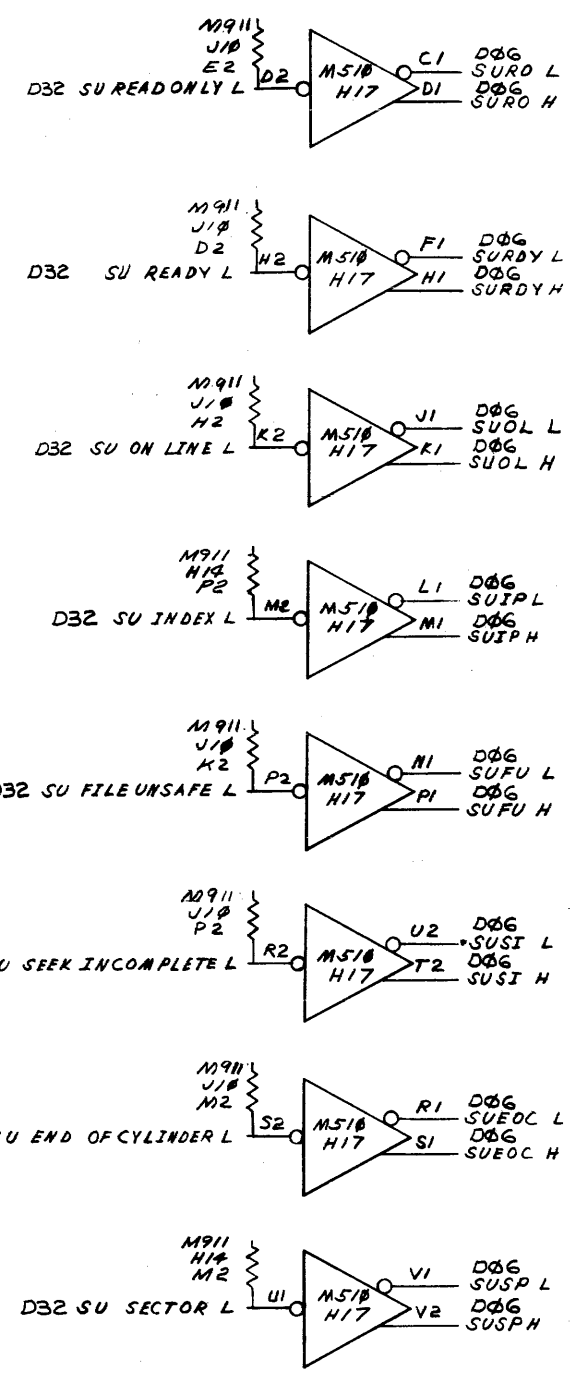 M911
J1Ø
E2
D32 SU READ ONLY L
D2
M51Ø
H17
C1
DØ6
SURO L
D1
DØ6
SURO H
M911
J1Ø
D2
D32 SU READY L
H2
M51Ø
H17
F1
DØ6
SURDY L
H1
DØ6
SURDY H
M911
J1Ø
H2
D32 SU ON LINE L
K2
M51Ø
H17
J1
DØ6
SUOL L
K1
DØ6
SUOL H
M911
H14
P2
D32 SU INDEX L
M2
M51Ø
H17
L1
DØ6
SUIP L
M1
DØ6
SUIP H
M911
J1Ø
K2
32 SU FILE UNSAFE L
P2
M51Ø
H17
N1
DØ6
SUFU L
P1
DØ6
SUFU H
M911
J1Ø
P2
U SEEK INCOMPLETE L
R2
M51Ø
H17
U2
DØ6
SUSI L
T2
DØ6
SUSI H
M911
J1Ø
M2
U END OF CYLINDER L
S2
M51Ø
H17
R1
DØ6
SUEOC L
S1
DØ6
SUEOC H
M911
H14
M2
D32 SU SECTOR L
U1
M51Ø
H17
V1
DØ6
SUSP L
V2
DØ6
SUSP H